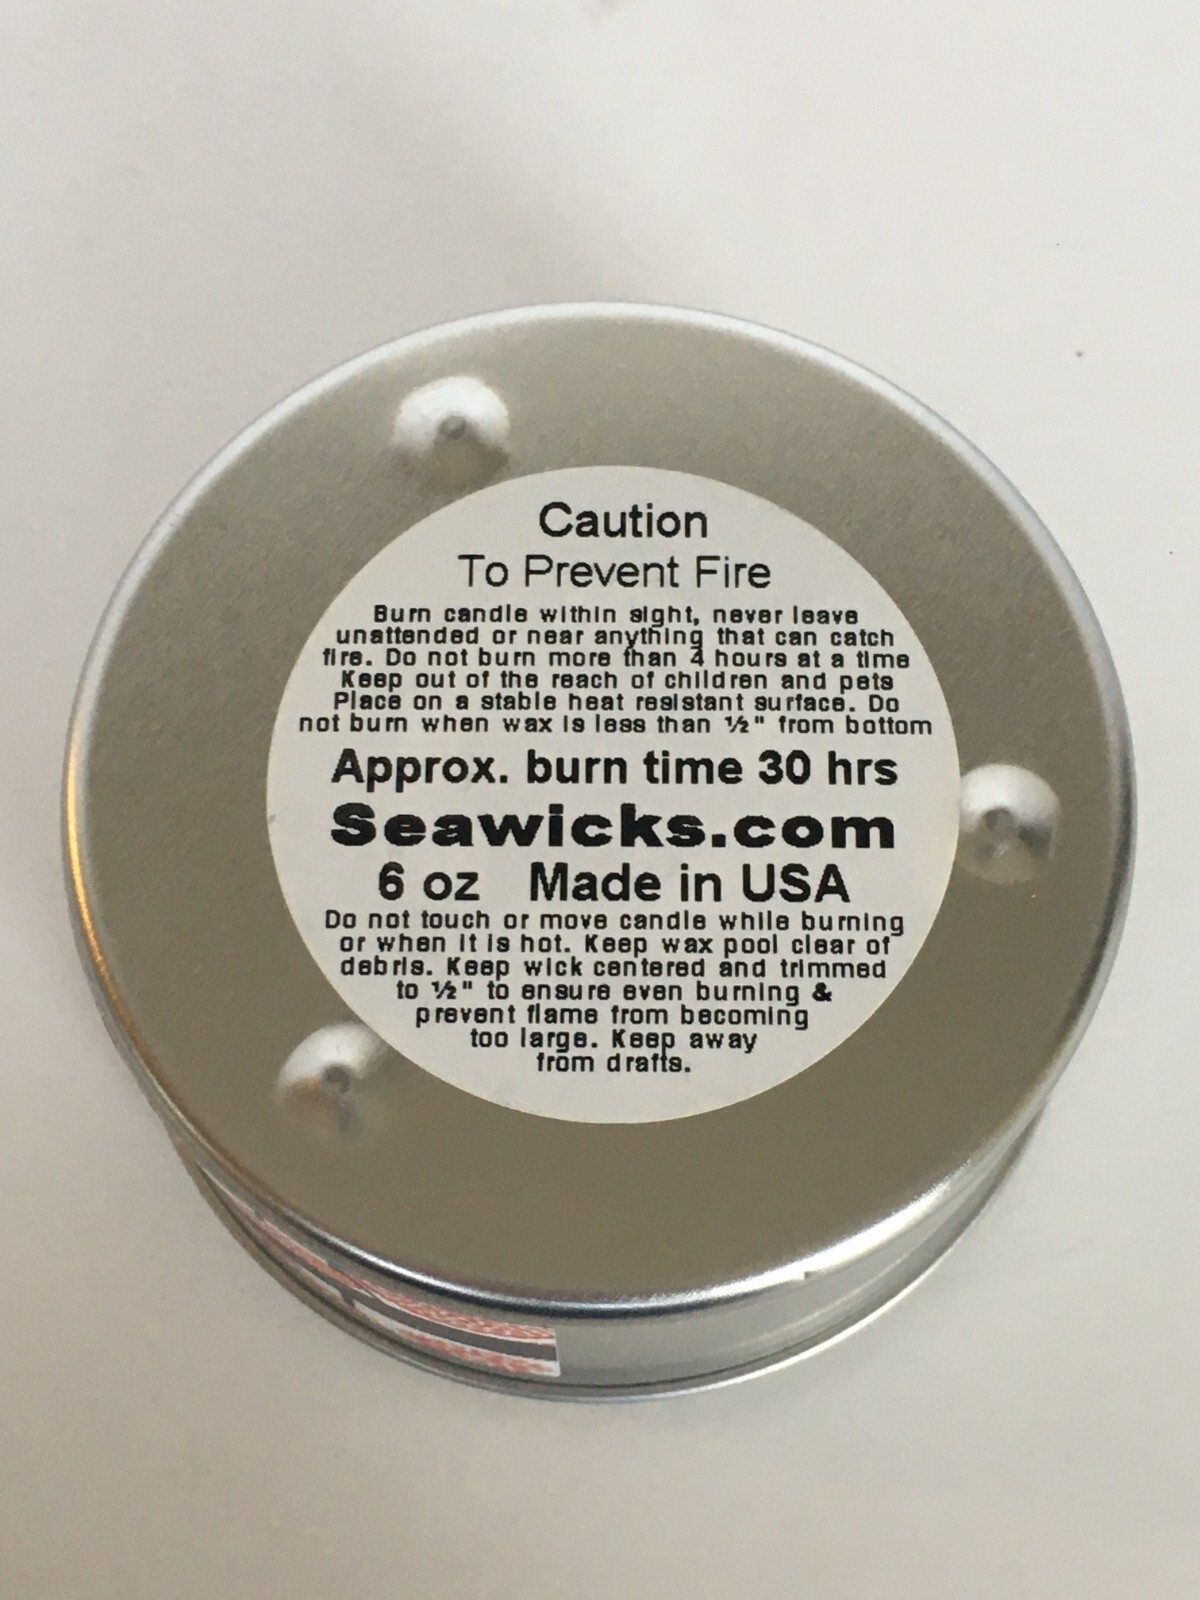 Caution
To Prevent Fire
Burn candle within sight, never leave
unattended or near anything that can catch
fire. Do not burn more than 4 hours at a time
Keep out of the reach of children and pets
Place on a stable heat resistant surface. Do
not burn when wax is less than ½" from bottom
Approx. burn time 30 hrs
Seawicks.com
6 oz Made in USA
Do not touch or move candle while burning
or when it is hot. Keep wax pool clear of
debris. Keep wick centered and trimmed
to ½" to ensure even burning &
prevent flame from becoming
too large. Keep away
from drafts.